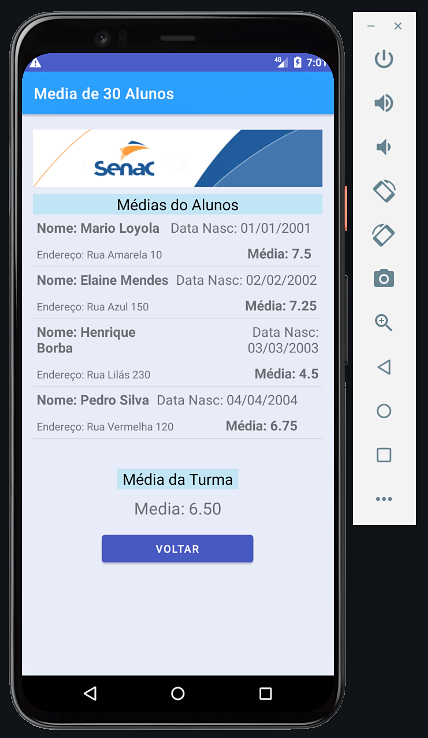 4G 7:01
Media de 30 Alunos
Senac
Médias do Alunos
Nome: Mario Loyola Data Nasc: 01/01/2001
Endereço: Rua Amarela 10 Média: 7.5
Nome: Elaine Mendes Data Nasc: 02/02/2002
Endereço: Rua Azul 150 Média: 7.25
Nome: Henrique Data Nasc:
Borba 03/03/2003
Endereço: Rua Lilás 230 Média: 4.5
Nome: Pedro Silva Data Nasc: 04/04/2004
Endereço: Rua Vermelha 120 Média: 6.75
Média da Turma
Media: 6.50
VOLTAR